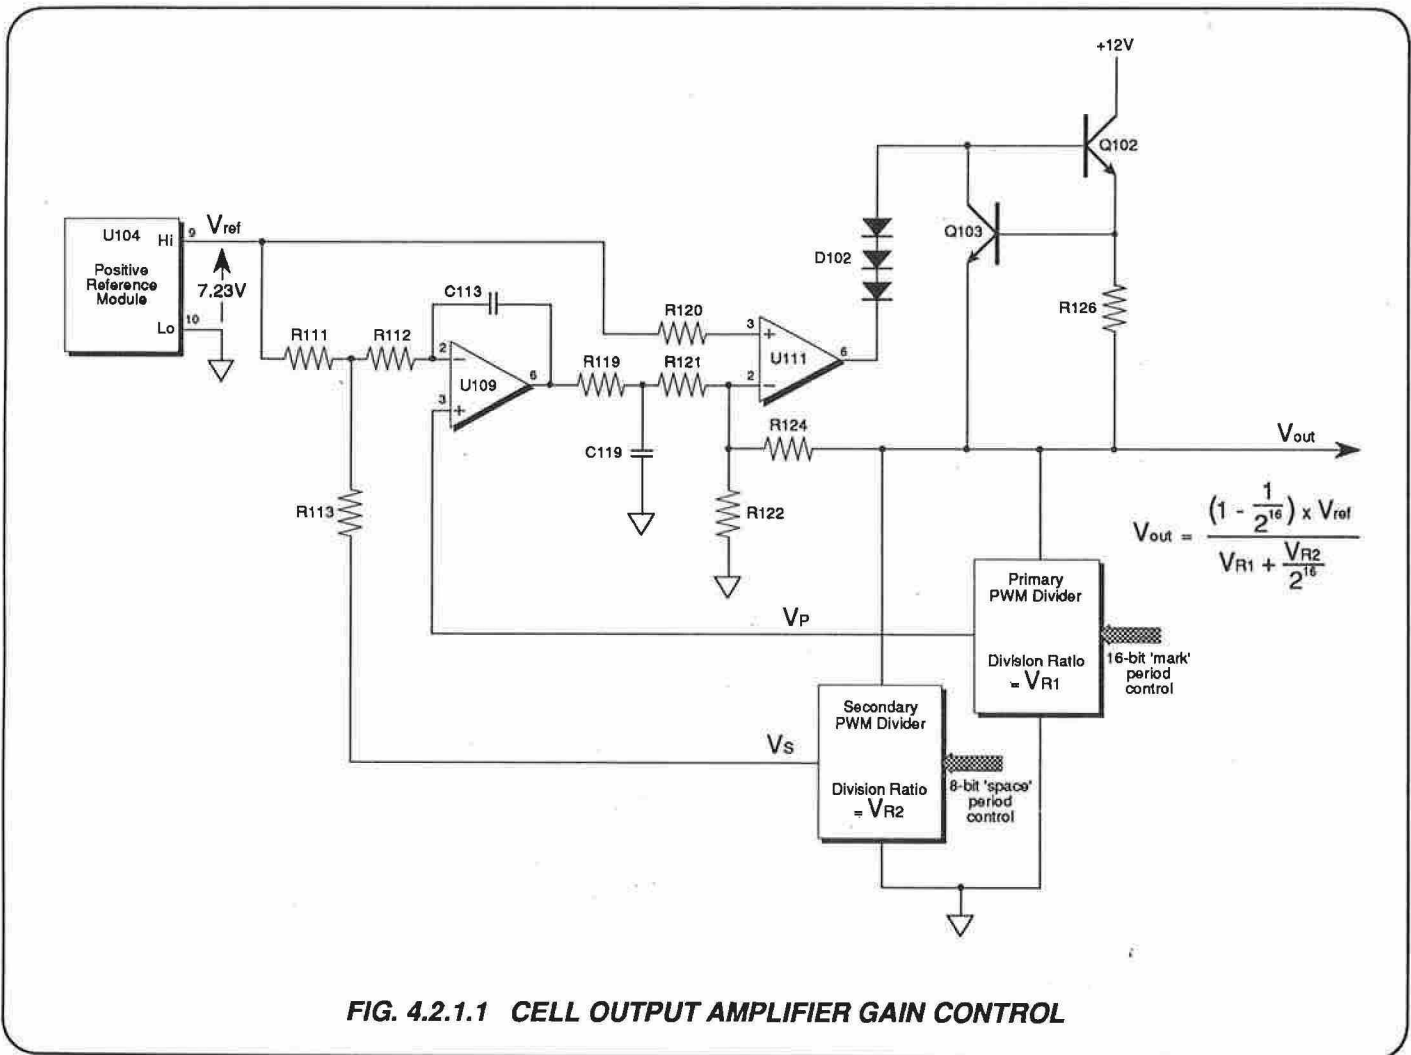 +12V
Q102
U104
Hi
9
Vref
Positive
Reference
Module
7.23V
Lo
10
Q103
D102
R126
C113
R120
R111
R112
2
−
U109
3
+
6
R119
R121
3
+
U111
2
−
6
R124
C119
R122
R113
Vout
Vout = (1 - 1/2^16) x Vref / VR1 + VR2/2^16
Primary
PWM Divider
Division Ratio
= VR1
16-bit 'mark'
period
control
VP
Secondary
PWM Divider
Division Ratio
= VR2
8-bit 'space'
period
control
VS
FIG. 4.2.1.1 CELL OUTPUT AMPLIFIER GAIN CONTROL